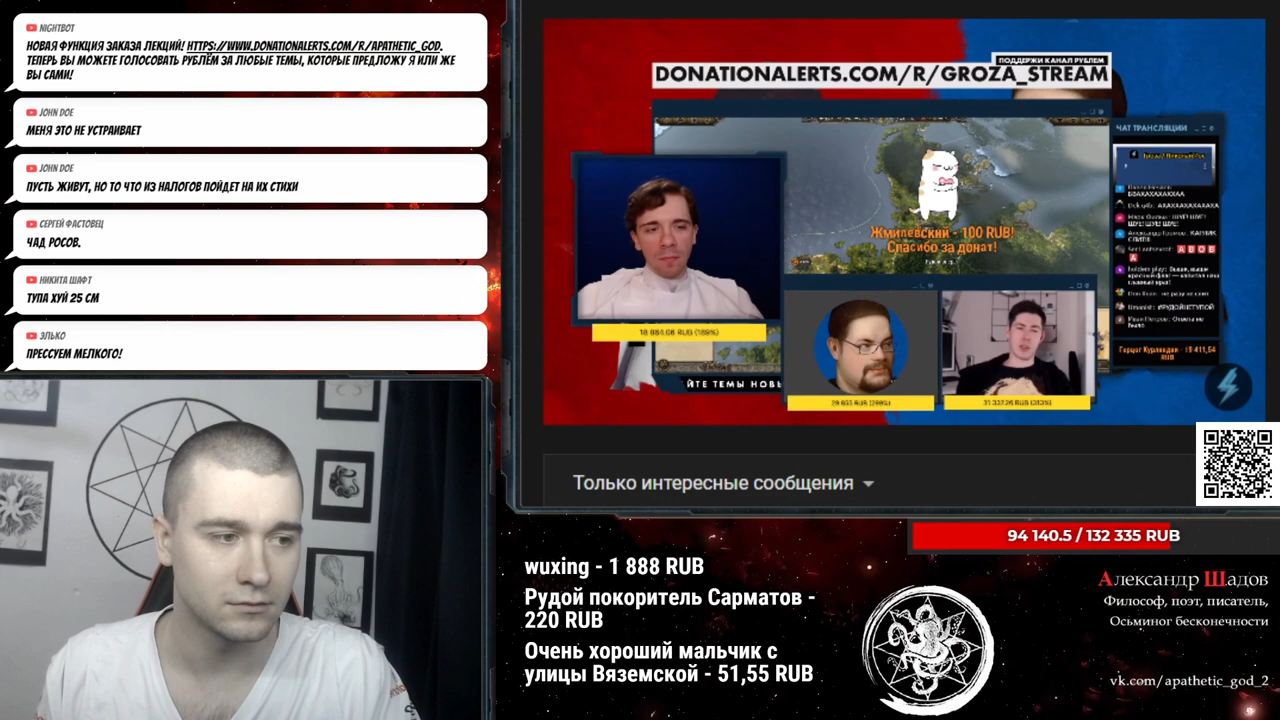 NIGHTBOT
НОВАЯ ФУНКЦИЯ ЗАКАЗА ЛЕКЦИЙ! HTTPS://WWW.DONATIONALERTS.COM/R/APATHETIC_GOD.
ТЕПЕРЬ ВЫ МОЖЕТЕ ГОЛОСОВАТЬ РУБЛЁМ ЗА ЛЮБЫЕ ТЕМЫ, КОТОРЫЕ ПРЕДЛОЖУ Я ИЛИ ЖЕ
ВЫ САМИ!
JOHN DOE
МЕНЯ ЭТО НЕ УСТРАИВАЕТ
JOHN DOE
ПУСТЬ ЖИВУТ, НО ТО ЧТО ИЗ НАЛОГОВ ПОЙДЕТ НА ИХ СТИХИ
СЕРГЕЙ ФАСТОВЕЦ
ЧАД РОСОВ.
НИКИТА ШАФТ
ТУПА ХУЙ 25 СМ
ЭЛЬКО
ПРЕССУЕМ МЕЛКОГО!
ПОДДЕРЖИ КАНАЛ РУБЛЕМ
DONATIONALERTS.COM/R/GROZA_STREAM
ЧАТ ТРАНСЛЯЦИИ
Жмилевский - 100 RUB!
Спасибо за донат!
ЙТЕ ТЕМЫ НОВЫ
Только интересные сообщения
94 140.5 / 132 335 RUB
wuxing - 1 888 RUB
Рудой покоритель Сарматов -
220 RUB
Очень хороший мальчик с
улицы Вяземской - 51,55 RUB
Александр Шадов
Философ, поэт, писатель,
Осьминог бесконечности
vk.com/apathetic_god_2